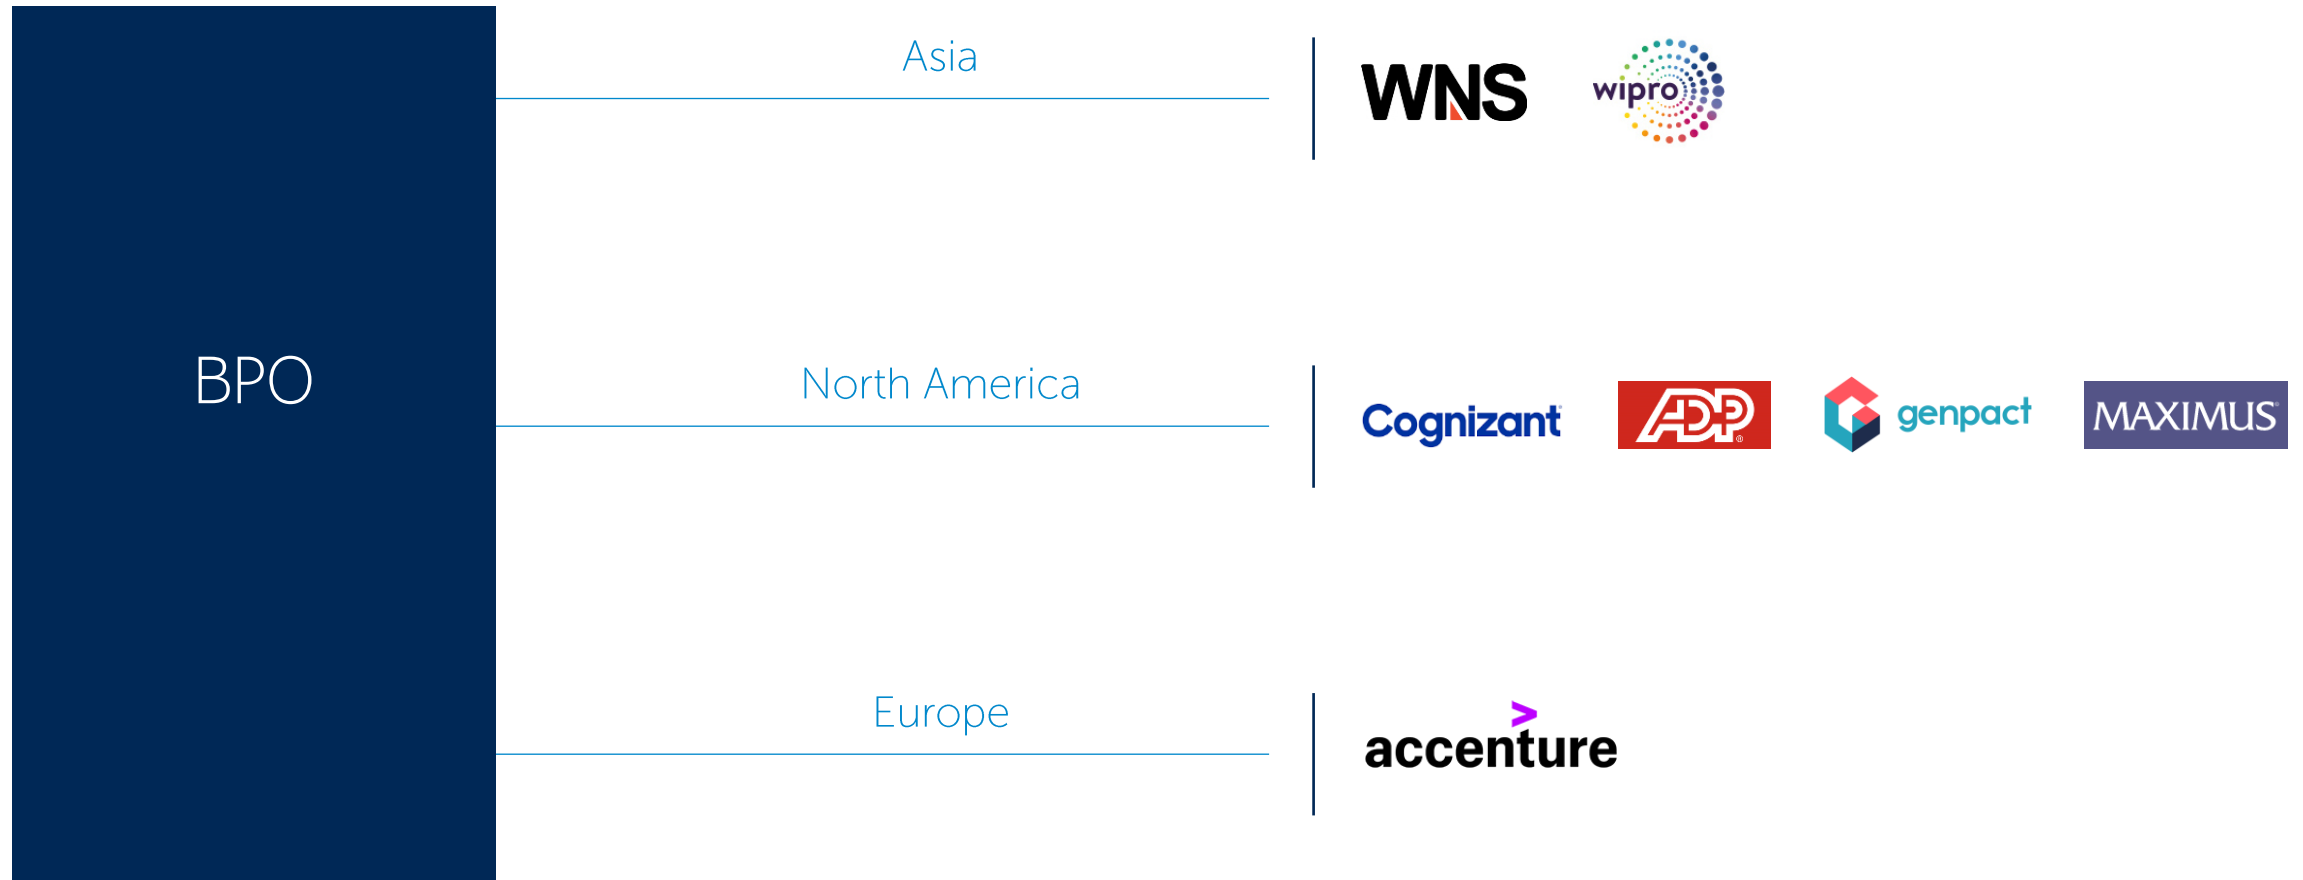 Asia
WNS
wipro
BPO
North America
Cognizant
ADP®
genpact
MAXIMUS®
Europe
accenture